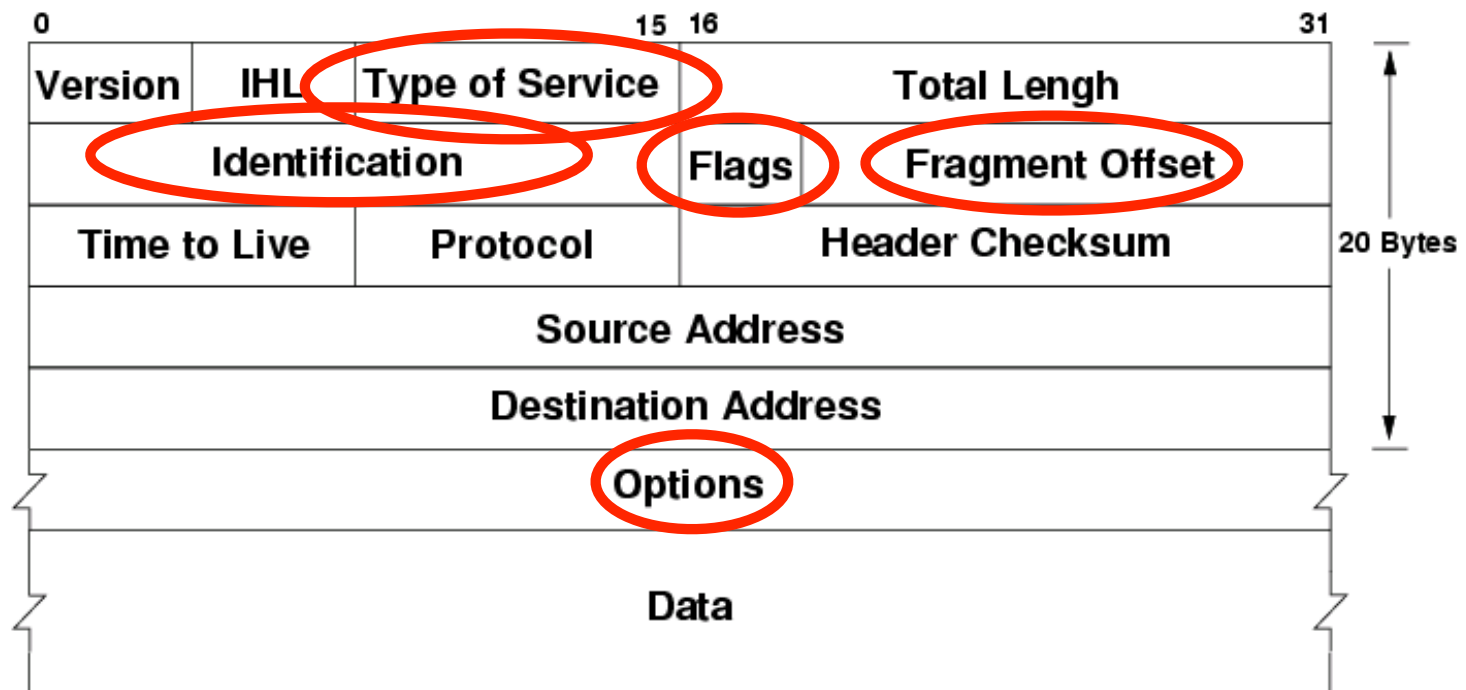 0 15 16 31
Version IHL Type of Service Total Lengh
Identification Flags Fragment Offset
Time to Live Protocol Header Checksum
20 Bytes
Source Address
Destination Address
Options
Data